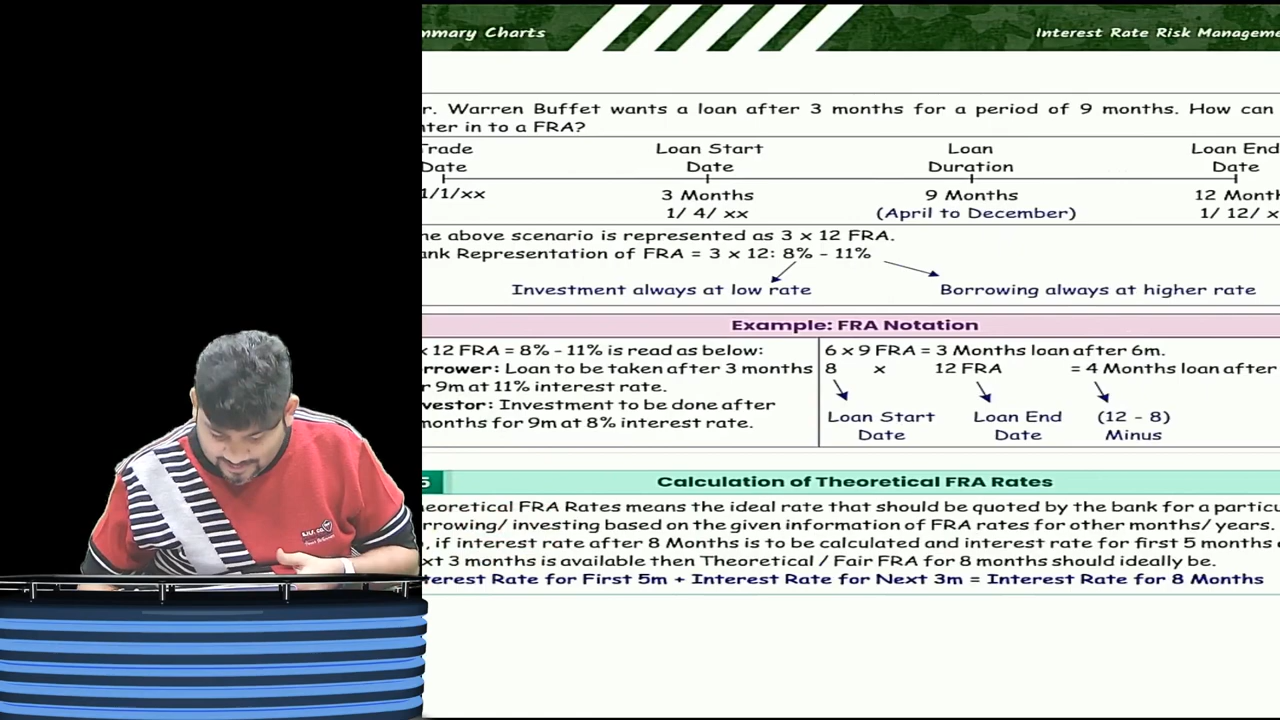 mmary Charts
Interest Rate Risk Manageme
r. Warren Buffet wants a loan after 3 months for a period of 9 months. How can
nter in to a FRA?
Trade Date
Loan Start Date
Loan Duration
Loan End Date
1/1/xx
3 Months
9 Months
12 Month
1/ 4/ xx
(April to December)
1/ 12/ x
he above scenario is represented as 3 x 12 FRA.
ank Representation of FRA = 3 x 12: 8% - 11%
Investment always at low rate
Borrowing always at higher rate
Example: FRA Notation
x 12 FRA = 8% - 11% is read as below:
rrower: Loan to be taken after 3 months
r 9m at 11% interest rate.
vestor: Investment to be done after
months for 9m at 8% interest rate.
6 x 9 FRA = 3 Months loan after 6m.
8 x 12 FRA = 4 Months loan after
Loan Start Date
Loan End Date
(12 - 8) Minus
5
Calculation of Theoretical FRA Rates
eoretical FRA Rates means the ideal rate that should be quoted by the bank for a particu
rrowing/ investing based on the given information of FRA rates for other months/ years.
, if interest rate after 8 Months is to be calculated and interest rate for first 5 months
xt 3 months is available then Theoretical / Fair FRA for 8 months should ideally be.
terest Rate for First 5m + Interest Rate for Next 3m = Interest Rate for 8 Months